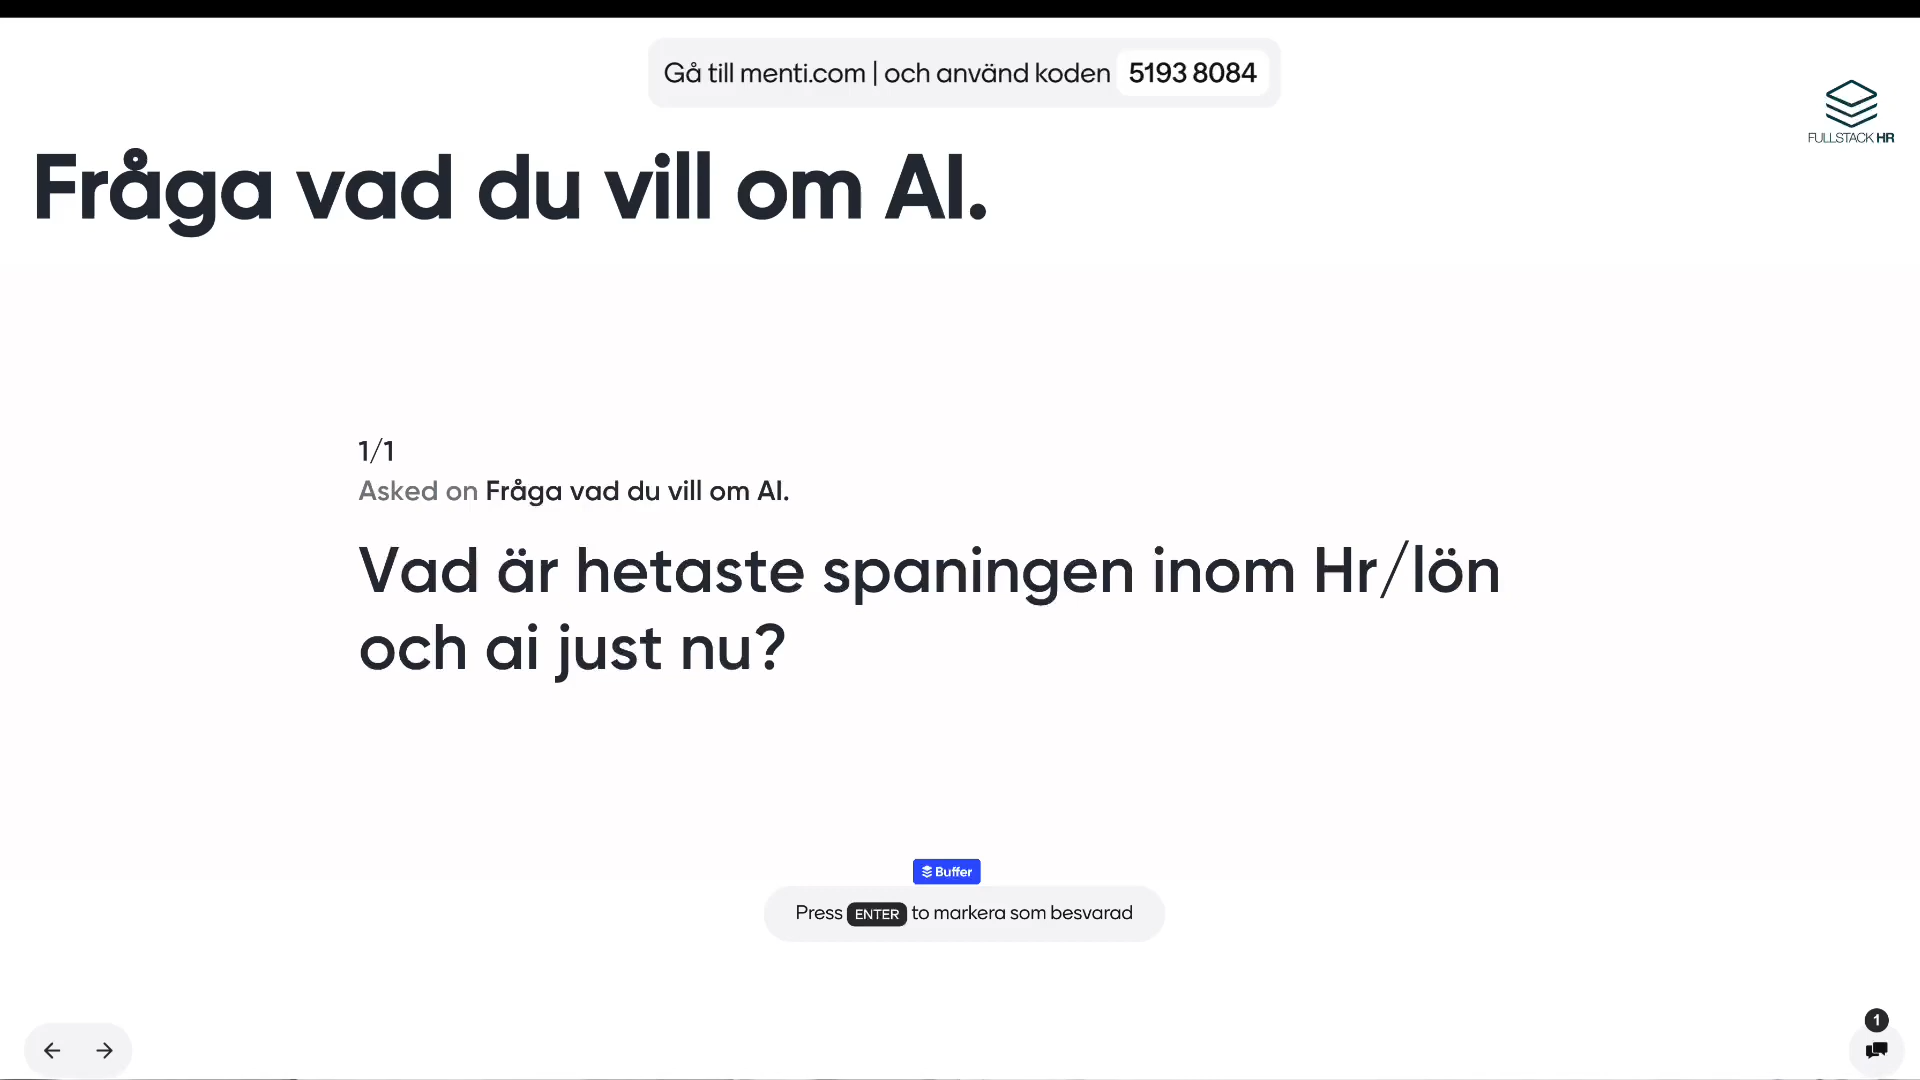 Gå till menti.com | och använd koden 5193 8084
FULLSTACK HR
Fråga vad du vill om AI.
1/1
Asked on Fråga vad du vill om AI.
Vad är hetaste spaningen inom Hr/lön
och ai just nu?
Buffer
Press ENTER to markera som besvarad
1